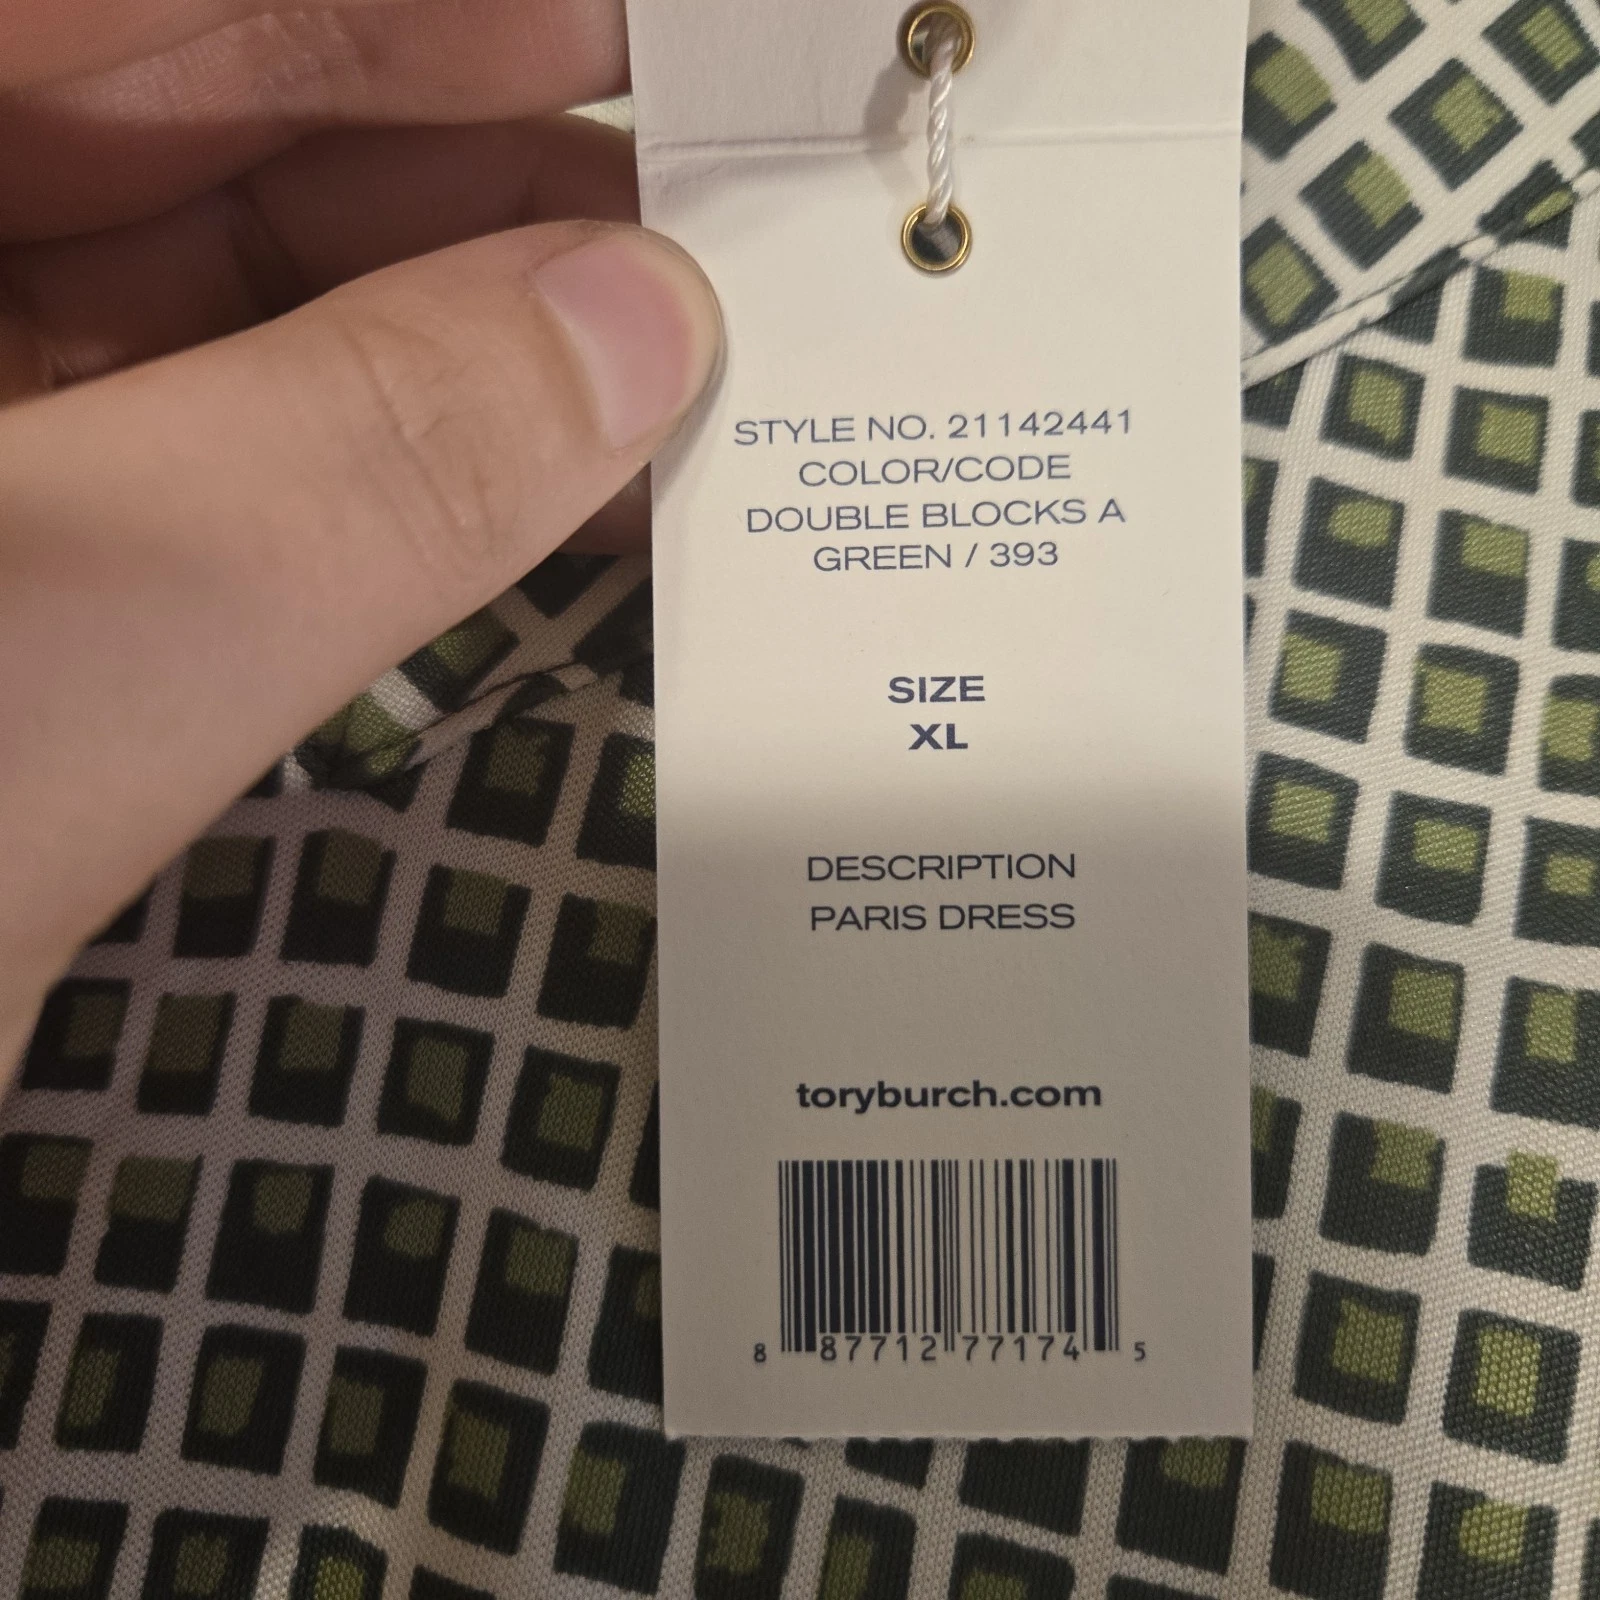 STYLE NO. 21142441
COLOR/CODE
DOUBLE BLOCKS A
GREEN / 393
SIZE
XL
DESCRIPTION
PARIS DRESS
toryburch.com
8 87712 77174 5